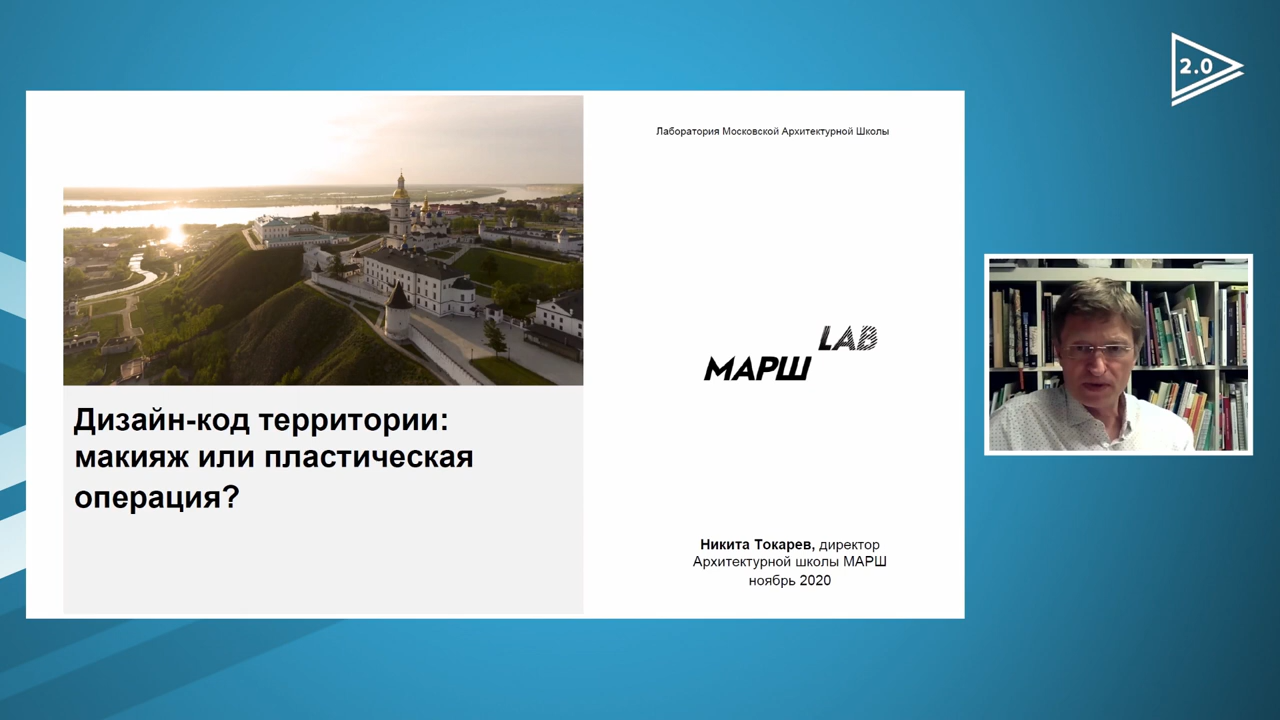 2.0
Лаборатория Московской Архитектурной Школы
LAB
МАРШ
Дизайн-код территории:
макияж или пластическая
операция?
Никита Токарев, директор
Архитектурной школы МАРШ
ноябрь 2020